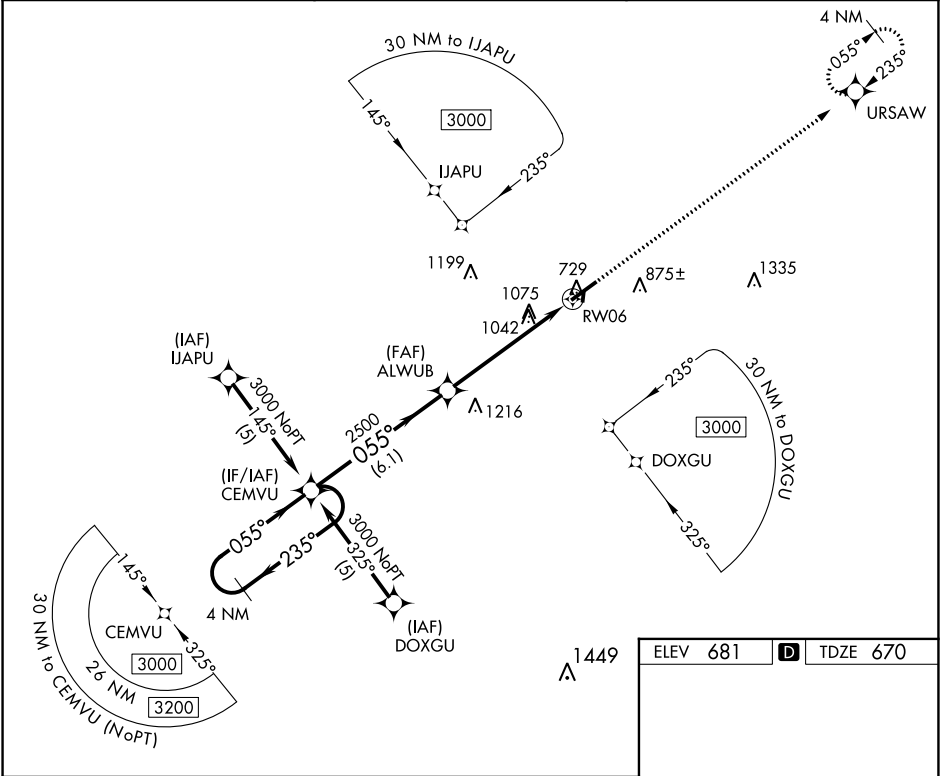 4 NM
055°
235°
URSAW
30 NM to IJAPU
145°
3000
IJAPU
235°
1199
729
875±
1335
1075
1042
RW06
(IAF)
IJAPU
3000 NoPT
145°
(5)
(FAF)
ALWUB
1216
2500
055°
(6.1)
(IF/IAF)
CEMVU
055°
235°
4 NM
3000 NoPT
325°
(5)
(IAF)
DOXGU
235°
30 NM to DOXGU
3000
DOXGU
325°
145°
CEMVU
325°
3000
26 NM
3200
30 NM to CEMVU (NoPT)
1449
ELEV 681 D TDZE 670